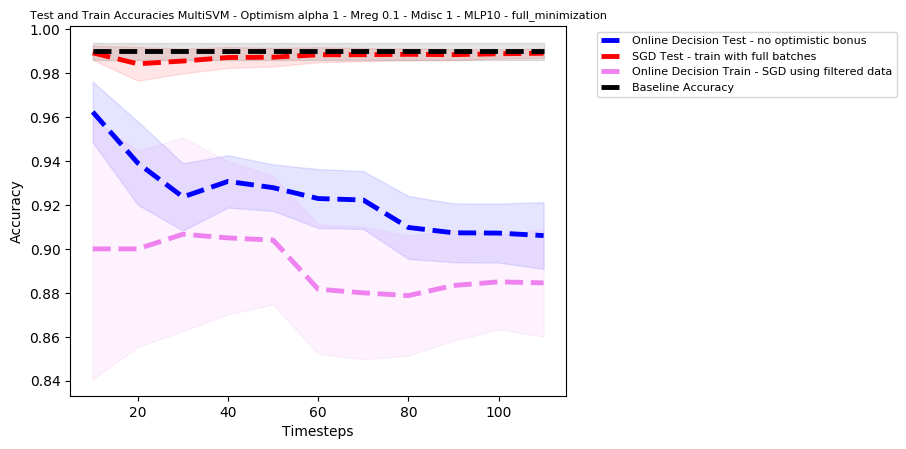 Test and Train Accuracies MultiSVM - Optimism alpha 1 - Mreg 0.1 - Mdisc 1 - MLP10 - full_minimization
1.00
0.98
0.96
0.94
0.92
0.90
0.88
0.86
0.84
Accuracy
20 40 60 80 100
Timesteps
Online Decision Test - no optimistic bonus
SGD Test - train with full batches
Online Decision Train - SGD using filtered data
Baseline Accuracy